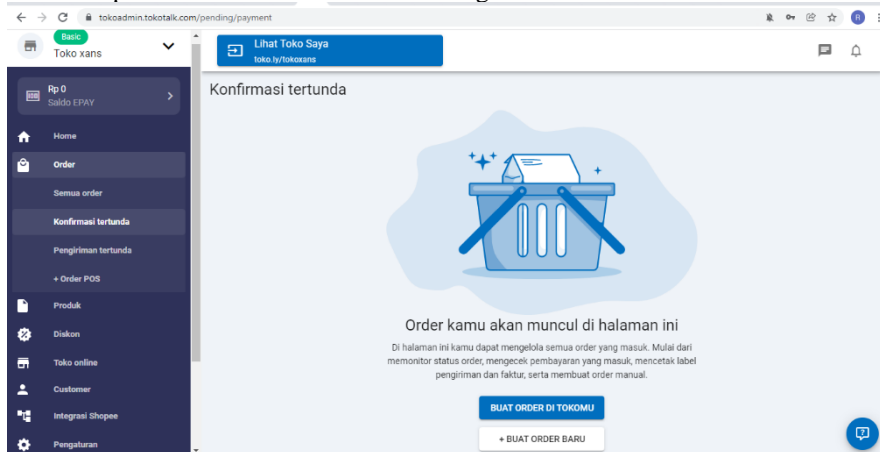 tokoadmin.tokotalk.com/pending/payment
R
Basic
Toko xans
Lihat Toko Saya
toko.ly/tokoxans
Rp 0
Saldo EPAY
Konfirmasi tertunda
Home
Order
Semua order
Konfirmasi tertunda
Pengiriman tertunda
+ Order POS
Produk
Diskon
Toko online
Customer
Integrasi Shopee
Pengaturan
Order kamu akan muncul di halaman ini
Di halaman ini kamu dapat mengelola semua order yang masuk. Mulai dari
memonitor status order, mengecek pembayaran yang masuk, mencetak label
pengiriman dan faktur, serta membuat order manual.
BUAT ORDER DI TOKOMU
+ BUAT ORDER BARU